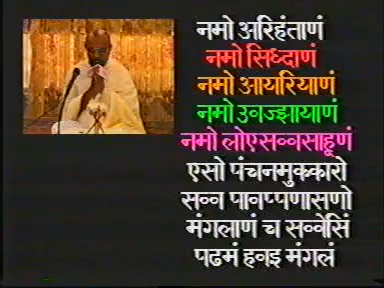 नमो अरिहंताणं
नमो सिध्दाणं
नमो आयरियाणं
नमो उवज्झायाणं
नमो लोएसव्वसाहूणं
एसो पंचनमुक्कारो
सव्व पावप्पणासणो
मंगलाणं च सव्वेसिं
पढमं हवइ मंगलं